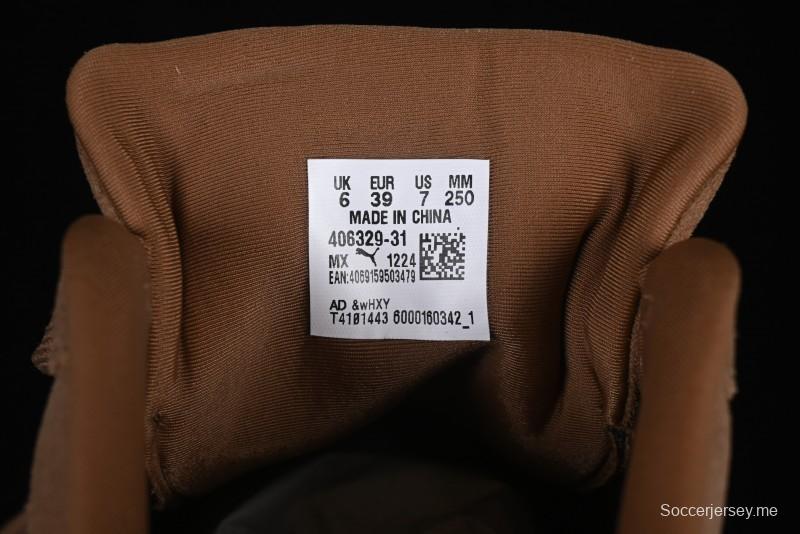 UK EUR US MM
6 39 7 250
MADE IN CHINA
406329-31
MX 1224
EAN:4069159503479
AD &wHXY
T4101443 6000160342_1
Soccerjersey.me